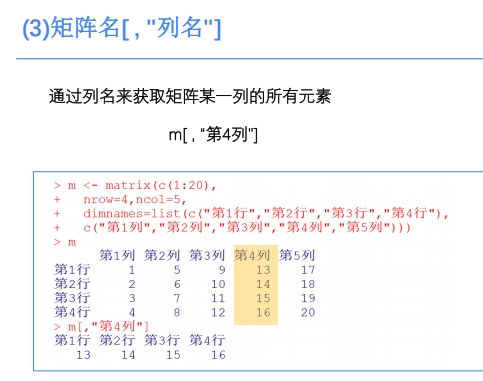 (3)矩阵名[ , "列名"]
通过列名来获取矩阵某一列的所有元素
m[ , “第4列”]
> m <- matrix(c(1:20),
+   nrow=4,ncol=5,
+   dimnames=list(c("第1行","第2行","第3行","第4行"),
+   c("第1列","第2列","第3列","第4列","第5列")))
> m
第1列 第2列 第3列 第4列 第5列
第1行 1 5 9 13 17
第2行 2 6 10 14 18
第3行 3 7 11 15 19
第4行 4 8 12 16 20
> m[,"第4列"]
第1行 第2行 第3行 第4行
13 14 15 16